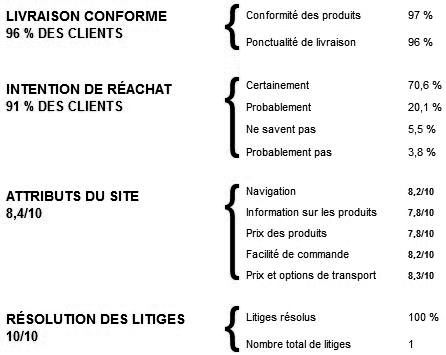 LIVRAISON CONFORME
96 % DES CLIENTS
Conformité des produits 97 %
Ponctualité de livraison 96 %
INTENTION DE RÉACHAT
91 % DES CLIENTS
Certainement 70,6 %
Probablement 20,1 %
Ne savent pas 5,5 %
Probablement pas 3,8 %
ATTRIBUTS DU SITE
8,4/10
Navigation 8,2/10
Information sur les produits 7,8/10
Prix des produits 7,8/10
Facilité de commande 8,2/10
Prix et options de transport 8,3/10
RÉSOLUTION DES LITIGES
10/10
Litiges résolus 100 %
Nombre total de litiges 1